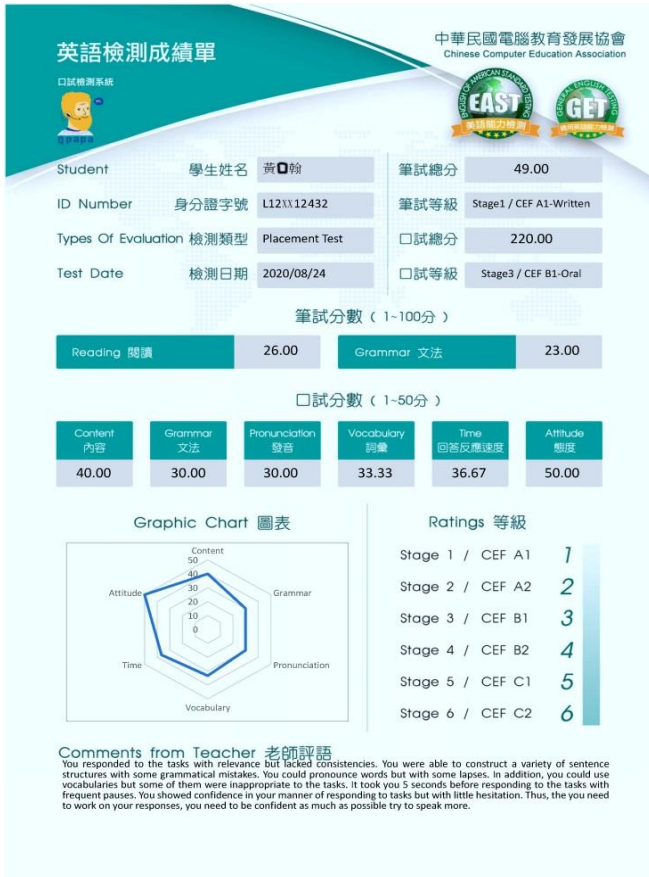 英語檢測成績單
口試檢測系統
gpapa
中華民國電腦教育發展協會
Chinese Computer Education Association
ENGLISH OF AMERICAN STANDARD TESTING
EAST
英語能力檢測
GENERAL ENGLISH TESTING
GET
Student 學生姓名 黃O翰 筆試總分 49.00
ID Number 身分證字號 L12XX12432 筆試等級 Stage1 / CEF A1-Written
Types Of Evaluation 檢測類型 Placement Test 口試總分 220.00
Test Date 檢測日期 2020/08/24 口試等級 Stage3 / CEF B1-Oral
筆試分數 ( 1~100分 )
Reading 閱讀 26.00 Grammar 文法 23.00
口試分數 ( 1~50分 )
Content Grammar Pronunciation Vocabulary Time Attitude
內容 文法 發音 詞彙 回答反應速度 態度
40.00 30.00 30.00 33.33 36.67 50.00
Graphic Chart 圖表
Content
50
40
30
20
10
0
Attitude
Grammar
Time
Pronunciation
Vocabulary
Ratings 等級
Stage 1 / CEF A1 1
Stage 2 / CEF A2 2
Stage 3 / CEF B1 3
Stage 4 / CEF B2 4
Stage 5 / CEF C1 5
Stage 6 / CEF C2 6
Comments from Teacher 老師評語
You responded to the tasks with relevance but lacked consistencies. You were able to construct a variety of sentence
structures with some grammatical mistakes. You could pronounce words but with some lapses. In addition, you could use
vocabularies but some of them were inappropriate to the tasks. It took you 5 seconds before responding to the tasks with
frequent pauses. You showed confidence in your manner of responding to tasks but with little hesitation. Thus, the you need
to work on your responses, you need to be confident as much as possible try to speak more.